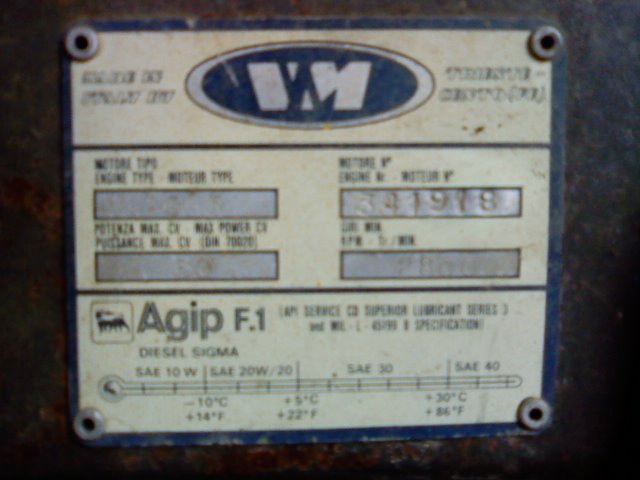 MADE IN
ITALY BY
VM
TRIESTE -
CENTO (FE)
MOTORE TIPO
ENGINE TYPE - MOTEUR TYPE
MOTORE N°
ENGINE Nr. - MOTEUR N°
341978
POTENZA MAX. CV - MAX POWER CV
PUISSANCE MAX. CV (DIN 70020)
GIRI MIN.
RPM - Tr./MIN.
Agip F.1
(API SERVICE CD SUPERIOR LUBRICANT SERIES 3
and MIL - L - 45199 B SPECIFICATION)
DIESEL SIGMA
SAE 10 W SAE 20W/20 SAE 30 SAE 40
-10°C +5°C +30°C
+14°F +22°F +86°F